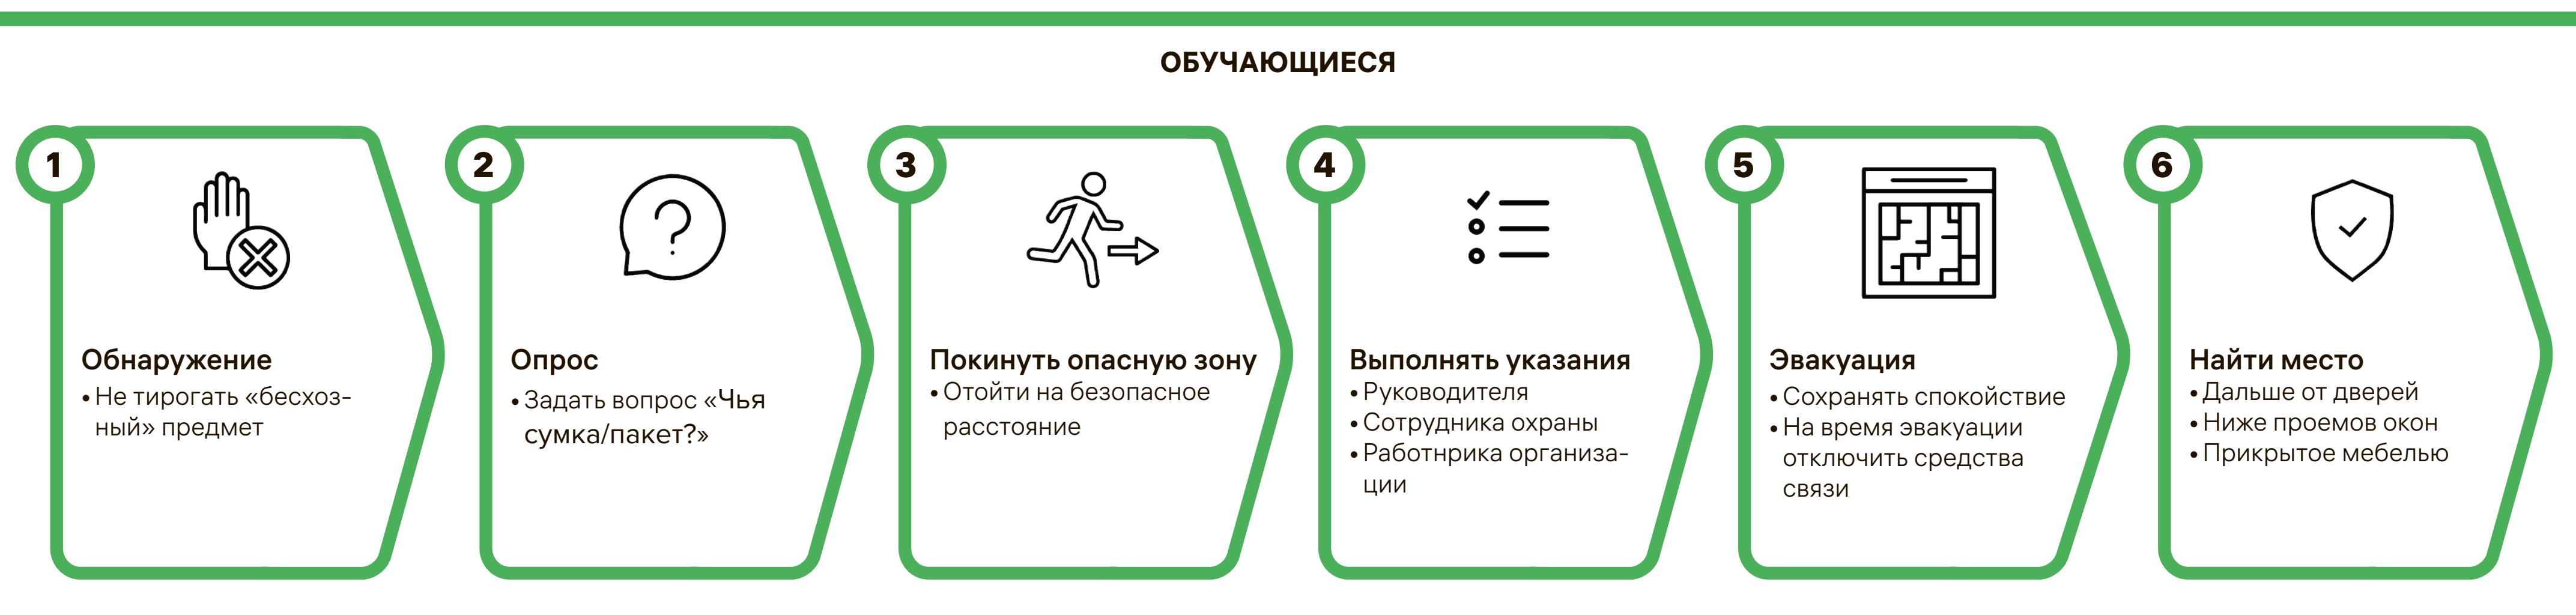 ОБУЧАЮЩИЕСЯ
1
Обнаружение
• Не тирогать «бесхоз-
ный» предмет
2
Опрос
• Задать вопрос «Чья
сумка/пакет?»
3
Покинуть опасную зону
• Отойти на безопасное
расстояние
4
Выполнять указания
• Руководителя
• Сотрудника охраны
• Работнрика организа-
ции
5
Эвакуация
• Сохранять спокойствие
• На время эвакуации
отключить средства
связи
6
Найти место
• Дальше от дверей
• Ниже проемов окон
• Прикрытое мебелью